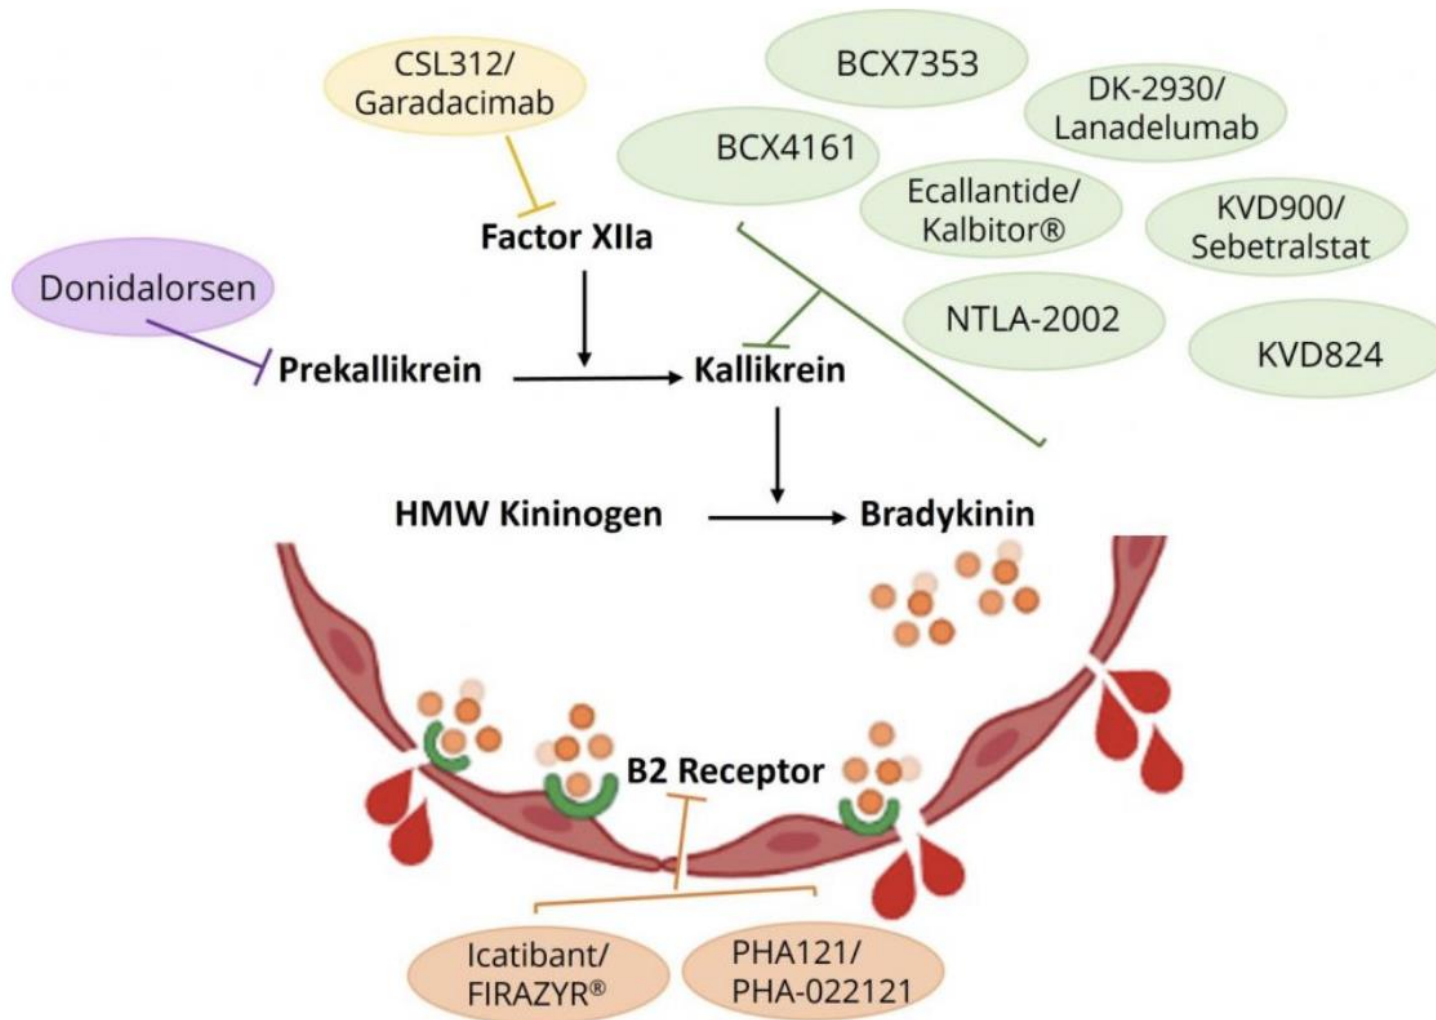 CSL312/
Garadacimab
BCX7353
DK-2930/
Lanadelumab
BCX4161
Ecallantide/
Kalbitor®
KVD900/
Sebetralstat
Factor XIIa
Donidalorsen
NTLA-2002
KVD824
Prekallikrein
Kallikrein
HMW Kininogen
Bradykinin
B2 Receptor
Icatibant/
FIRAZYR®
PHA121/
PHA-022121